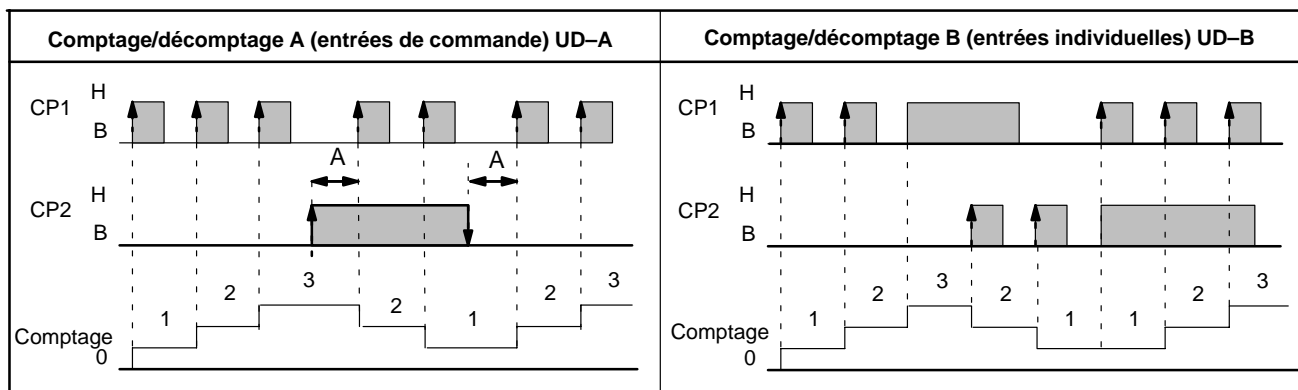 Comptage/décomptage A (entrées de commande) UD–A
CP1
H
B
A A
CP2
H
B
Comptage
0
1 2 3 2 1 2 3
Comptage/décomptage B (entrées individuelles) UD–B
CP1
H
B
CP2
H
B
Comptage
0
1 2 3 2 1 1 2 3